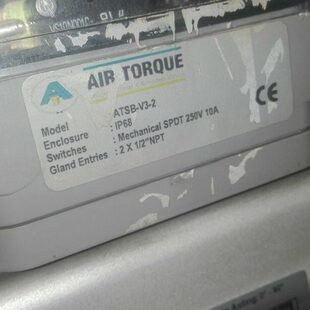 AIR TORQUE
Model : ATSB-V3-2
Enclosure : IP68
Switches : Mechanical SPDT 250V 10A
Gland Entries : 2 X 1/2"NPT
CE